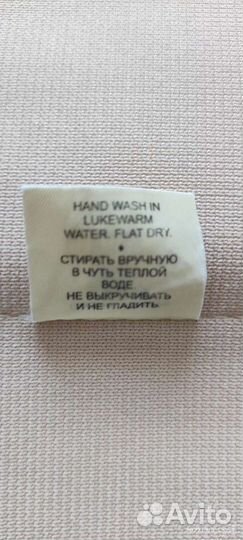 HAND WASH IN
LUKEWARM
WATER. FLAT DRY.
•
СТИРАТЬ ВРУЧНУЮ
В ЧУТЬ ТЕПЛОЙ
ВОДЕ.
НЕ ВЫКРУЧИВАТЬ
И НЕ ГЛАДИТЬ
Avito